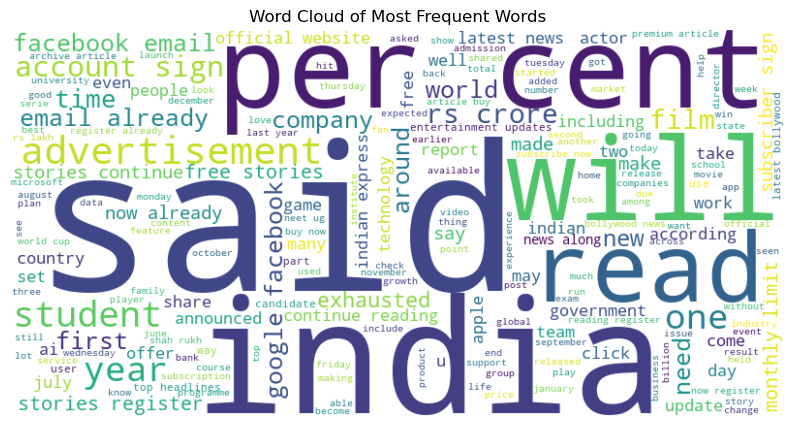 Word Cloud of Most Frequent Words
facebook email
official website
per cent
asked
show
latest news
actor
premium article
archive article
launch
hit
admission
shared
tuesday
got
account sign
university
even
well
back
total
started
added
help
good
look
people
thursday
free
world
article buy
number
market
director
week
serie
time
december
expected
rs crore
including
film
win
subscriber sign
latest bollywood
best
register already
love
email already
rs lakh
last year
company
fan
entertainment updates
second
another
going
state
earlier
subscribe now
today
advertisement
around
report
made
two
take
school
technology
available
release
make
movie
stories continue
free stories
indian express
home
companies
use
app
microsoft
due
said
will
took
among
work
august
data
monday
institute
game
meet ug
video
indian
bollywood news
want
official
plan
content
now already
buy now
thing
say
news along
across
according
see
feature
october
many
point
experience
new
world cup
part
check
seen
country
used
november
growth
post
may
read
much
without
three
set
family
share
google facebook
candidate
exhausted
run
government
monthly limit
player
student
announced
continue reading
exam
one
industry
still
june
shah rukh
include
apple
global
team
reading register
event
first
wednesday
way
top
september
click
need
come
issue
result
lot
ai
offer
bank
india
friday
product
u
end
released
held
service
user
course
support
play
day
year
subscription
making
group
business
billion
july
top headlines
life
january
now register
know
programme
able
price
update
story
stories register
become
change